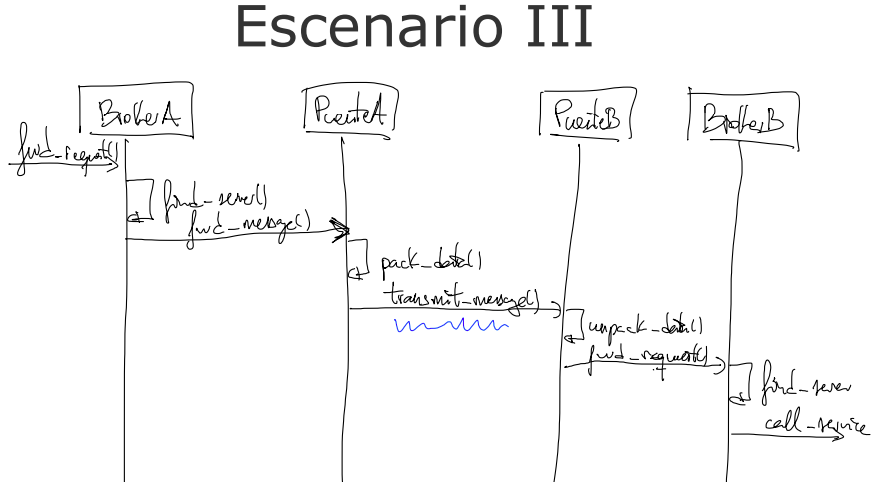 Escenario III
BrokerA
PuenteA
PuenteB
BrokerB
fwd_request()
find_server()
fwd_message()
pack_data()
transmit_message()
unpack_data()
fwd_request()
find_server
call_service